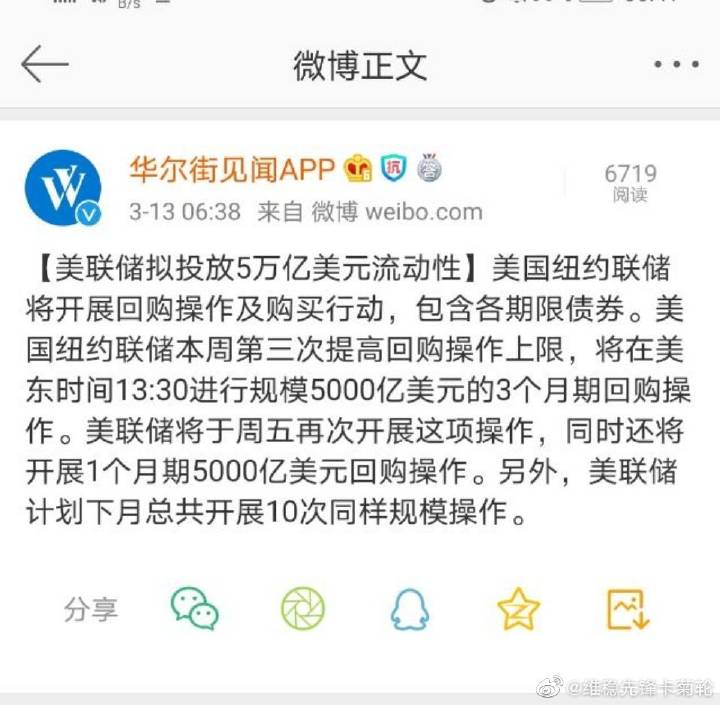 B/s
微博正文
华尔街见闻APP
6719
阅读
3-13 06:38 来自 微博 weibo.com
【美联储拟投放5万亿美元流动性】美国纽约联储
将开展回购操作及购买行动，包含各期限债券。美
国纽约联储本周第三次提高回购操作上限，将在美
东时间13:30进行规模5000亿美元的3个月期回购操
作。美联储将于周五再次开展这项操作，同时还将
开展1个月期5000亿美元回购操作。另外，美联储
计划下月总共开展10次同样规模操作。
分享
@维稳先锋卡菊轮